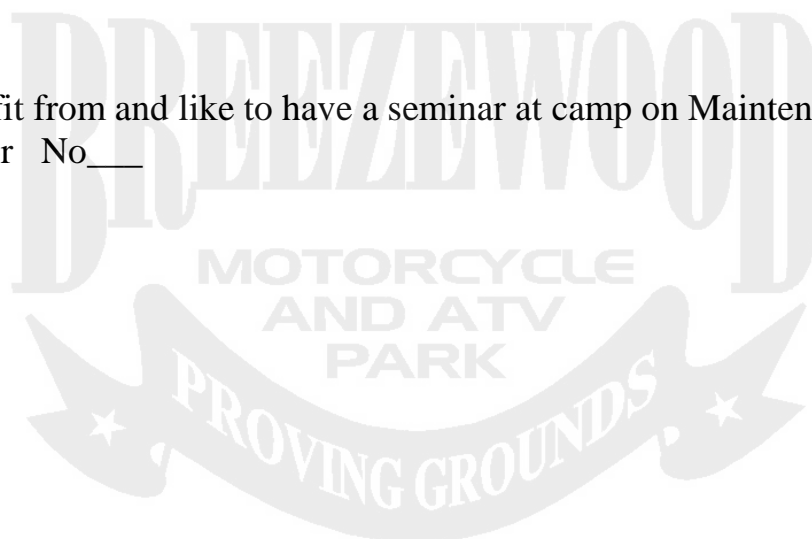 BREEZEWOOD
fit from and like to have a seminar at camp on Mainten
r No___
MOTORCYCLE
AND ATV
PARK
PROVING GROUNDS